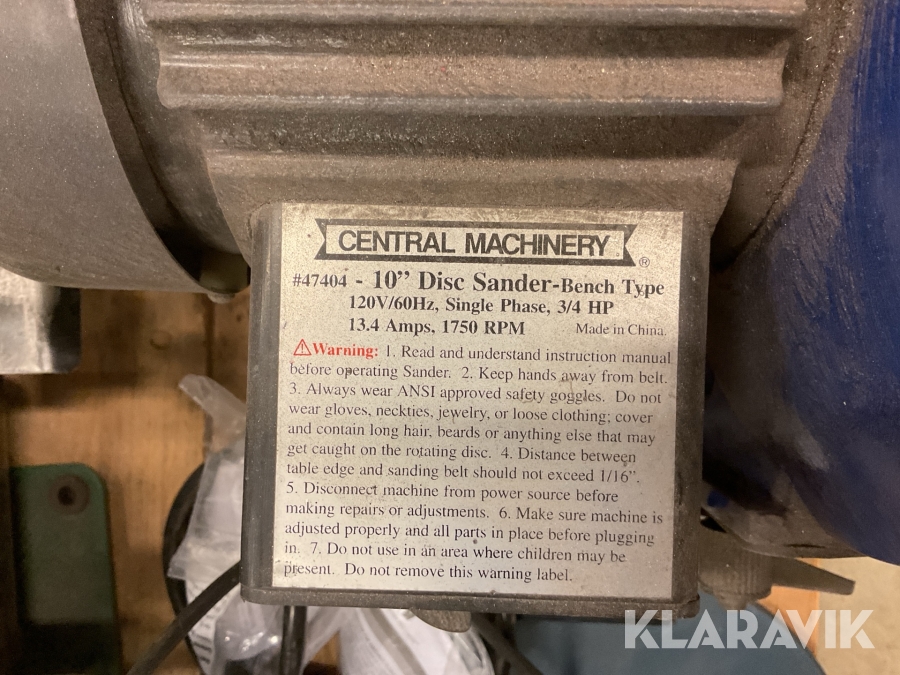 CENTRAL MACHINERY
®
#47404 - 10” Disc Sander-Bench Type
120V/60Hz, Single Phase, 3/4 HP
13.4 Amps, 1750 RPM Made in China.
Warning: 1. Read and understand instruction manual
before operating Sander. 2. Keep hands away from belt.
3. Always wear ANSI approved safety goggles. Do not
wear gloves, neckties, jewelry, or loose clothing; cover
and contain long hair, beards or anything else that may
get caught on the rotating disc. 4. Distance between
table edge and sanding belt should not exceed 1/16”.
5. Disconnect machine from power source before
making repairs or adjustments. 6. Make sure machine is
adjusted properly and all parts in place before plugging
in. 7. Do not use in an area where children may be
present. Do not remove this warning label.
KLARAVIK